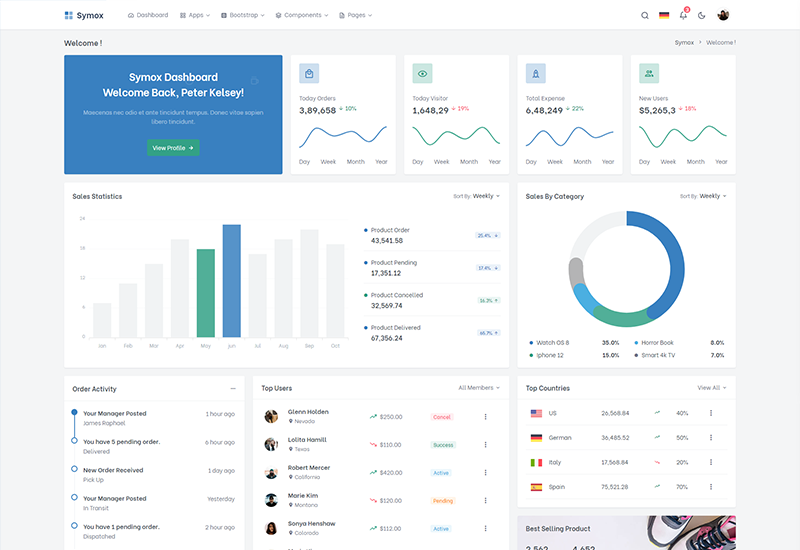 Symox Dashboard Apps Bootstrap Components Pages 3
Welcome ! Symox > Welcome !
Symox Dashboard
Welcome Back, Peter Kelsey!
Maecenas nec odio et ante tincidunt tempus. Donec vitae sapien
libero tincidunt.
View Profile →
Today Orders
3,89,658 ↓ 10%
Day Week Month Year
Today Visitor
1,648,29 ↓ 19%
Day Week Month Year
Total Expense
6,48,249 ↓ 22%
Day Week Month Year
New Users
$5,265,3 ↓ 18%
Day Week Month Year
Sales Statistics Sort By: Weekly
24
18
12
6
0
Jan Feb Mar Apr May Jun Jul Aug Sep Oct
Product Order
43,541.58 25.4%
Product Pending
17,351.12 17.4%
Product Cancelled
32,569.74
Product Delivered
67,356.24
Sales By Category Sort By: Weekly
Watch OS 8 35.0% Horror Book 8.0%
Iphone 12 15.0% Smart 4k TV 7.0%
Order Activity
Your Manager Posted 1 hour ago
James Raphael
You have 5 pending order. 6 hour ago
Delivered
New Order Received 1 day ago
Pick Up
Your Manager Posted Yesterday
In Transit
You have 1 pending order. 2 hour ago
Dispatched
Top Users All Members
Glenn Holden $250.00 Cancel
Nevada
Lolita Hamill $110.00 Success
Texas
Robert Mercer $420.00 Active
California
Marie Kim $120.00 Pending
Montana
Sonya Henshaw $112.00 Active
Colorado
Top Countries View All
US 26,568.84 40%
German 36,485.52 50%
Italy 17,568.84 20%
Spain 75,521.28 70%
Best Selling Product
2,562 4,652